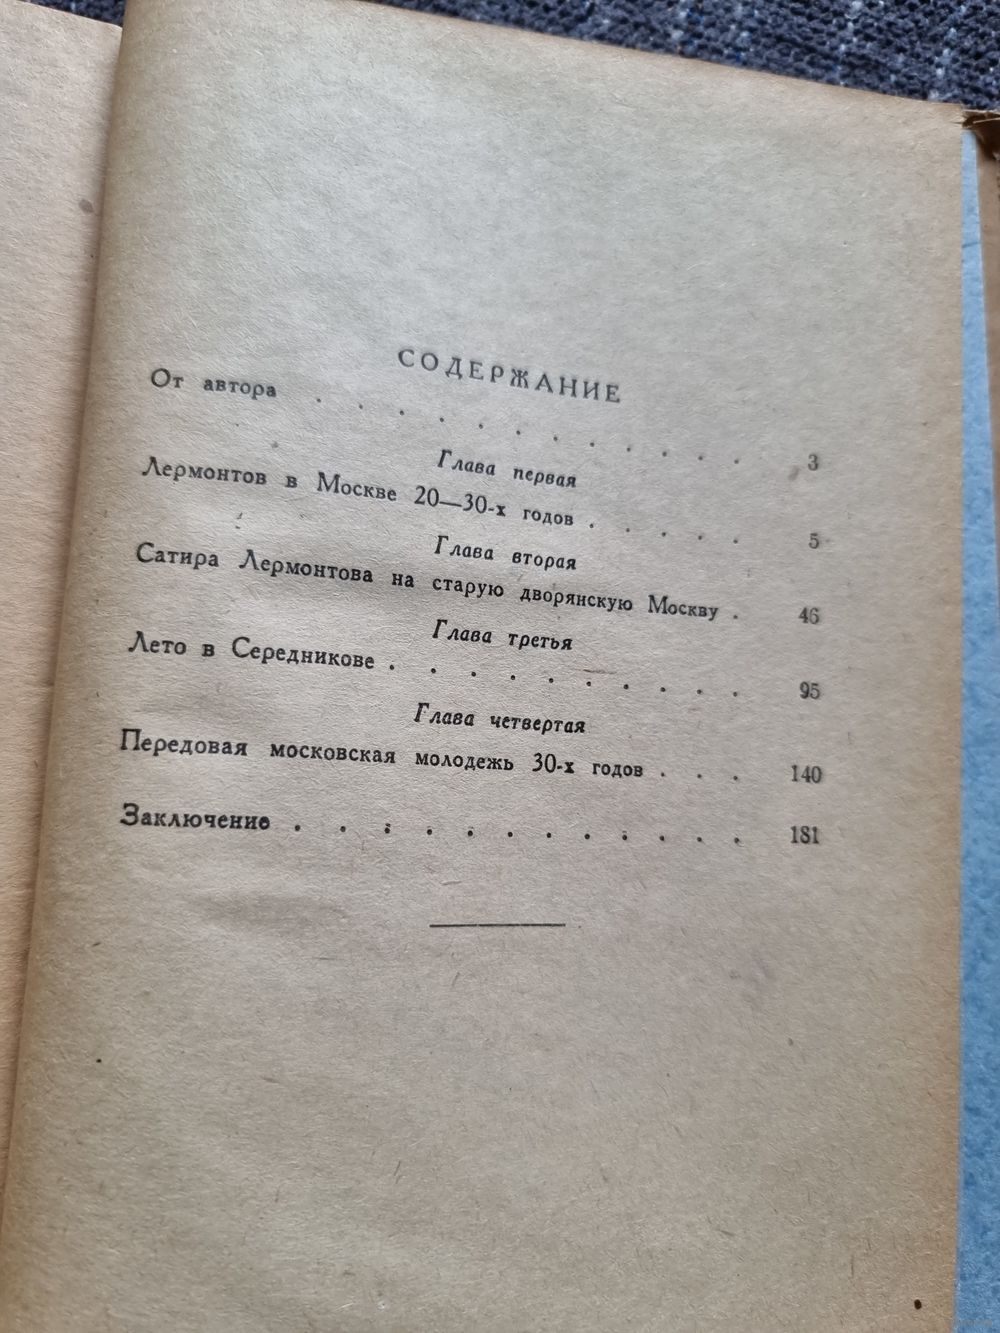 СОДЕРЖАНИЕ
От автора . . . . . . . . . . . . 3
Глава первая
Лермонтов в Москве 20—30-х годов . . . . . 5
Глава вторая
Сатира Лермонтова на старую дворянскую Москву . 46
Глава третья
Лето в Середникове . . . . . . . . . . 95
Глава четвертая
Передовая московская молодежь 30-х годов . . . 140
Заключение . . . . . . . . . . . . 181